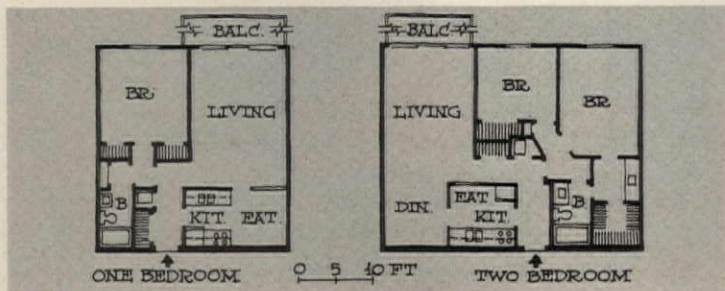 BALC.
BR
LIVING
B
KIT.
EAT.
ONE BEDROOM
0 5 10 FT
BALC.
LIVING
BR
BR
DIN.
EAT
KIT.
B
TWO BEDROOM